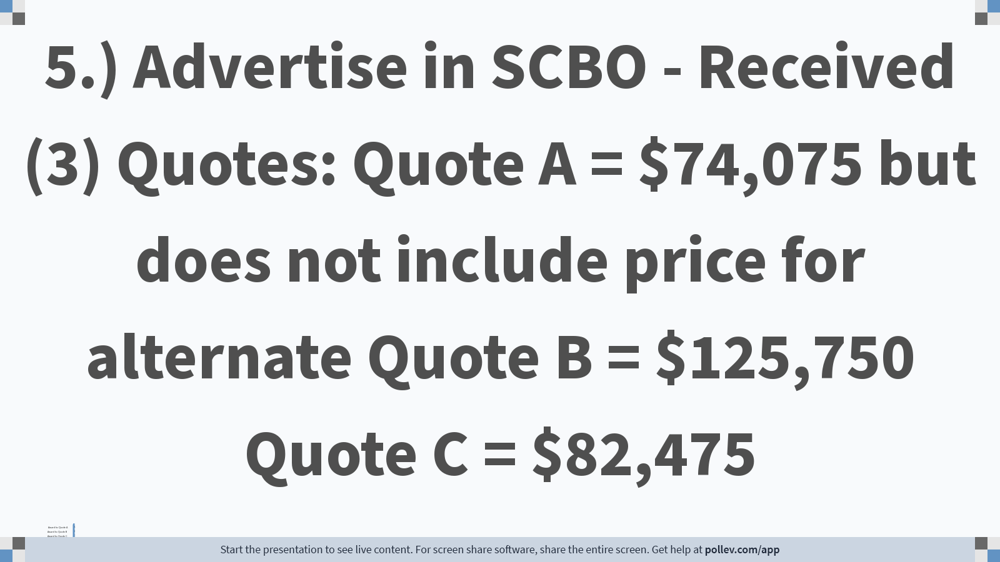 5.) Advertise in SCBO - Received
(3) Quotes: Quote A = $74,075 but
does not include price for
alternate Quote B = $125,750
Quote C = $82,475
Award to Quote A
Award to Quote B
Award to Quote C
Start the presentation to see live content. For screen share software, share the entire screen. Get help at pollev.com/app